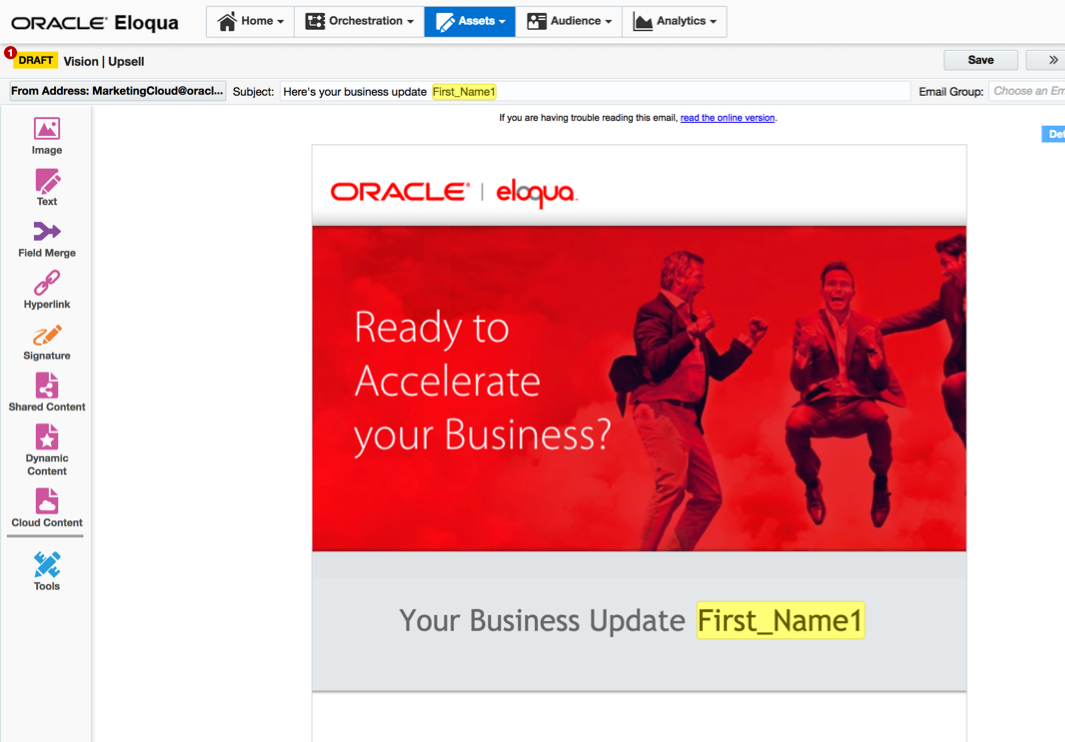 ORACLE® Eloqua
Home Orchestration Assets Audience Analytics
1
DRAFT Vision | Upsell Save »
From Address: MarketingCloud@oracl... Subject: Here's your business update First_Name1 Email Group: Choose an Em
If you are having trouble reading this email, read the online version.
Image
Text
Field Merge
Hyperlink
Signature
Shared Content
Dynamic
Content
Cloud Content
Tools
ORACLE® | eloqua™
Ready to
Accelerate
your Business?
Your Business Update First_Name1